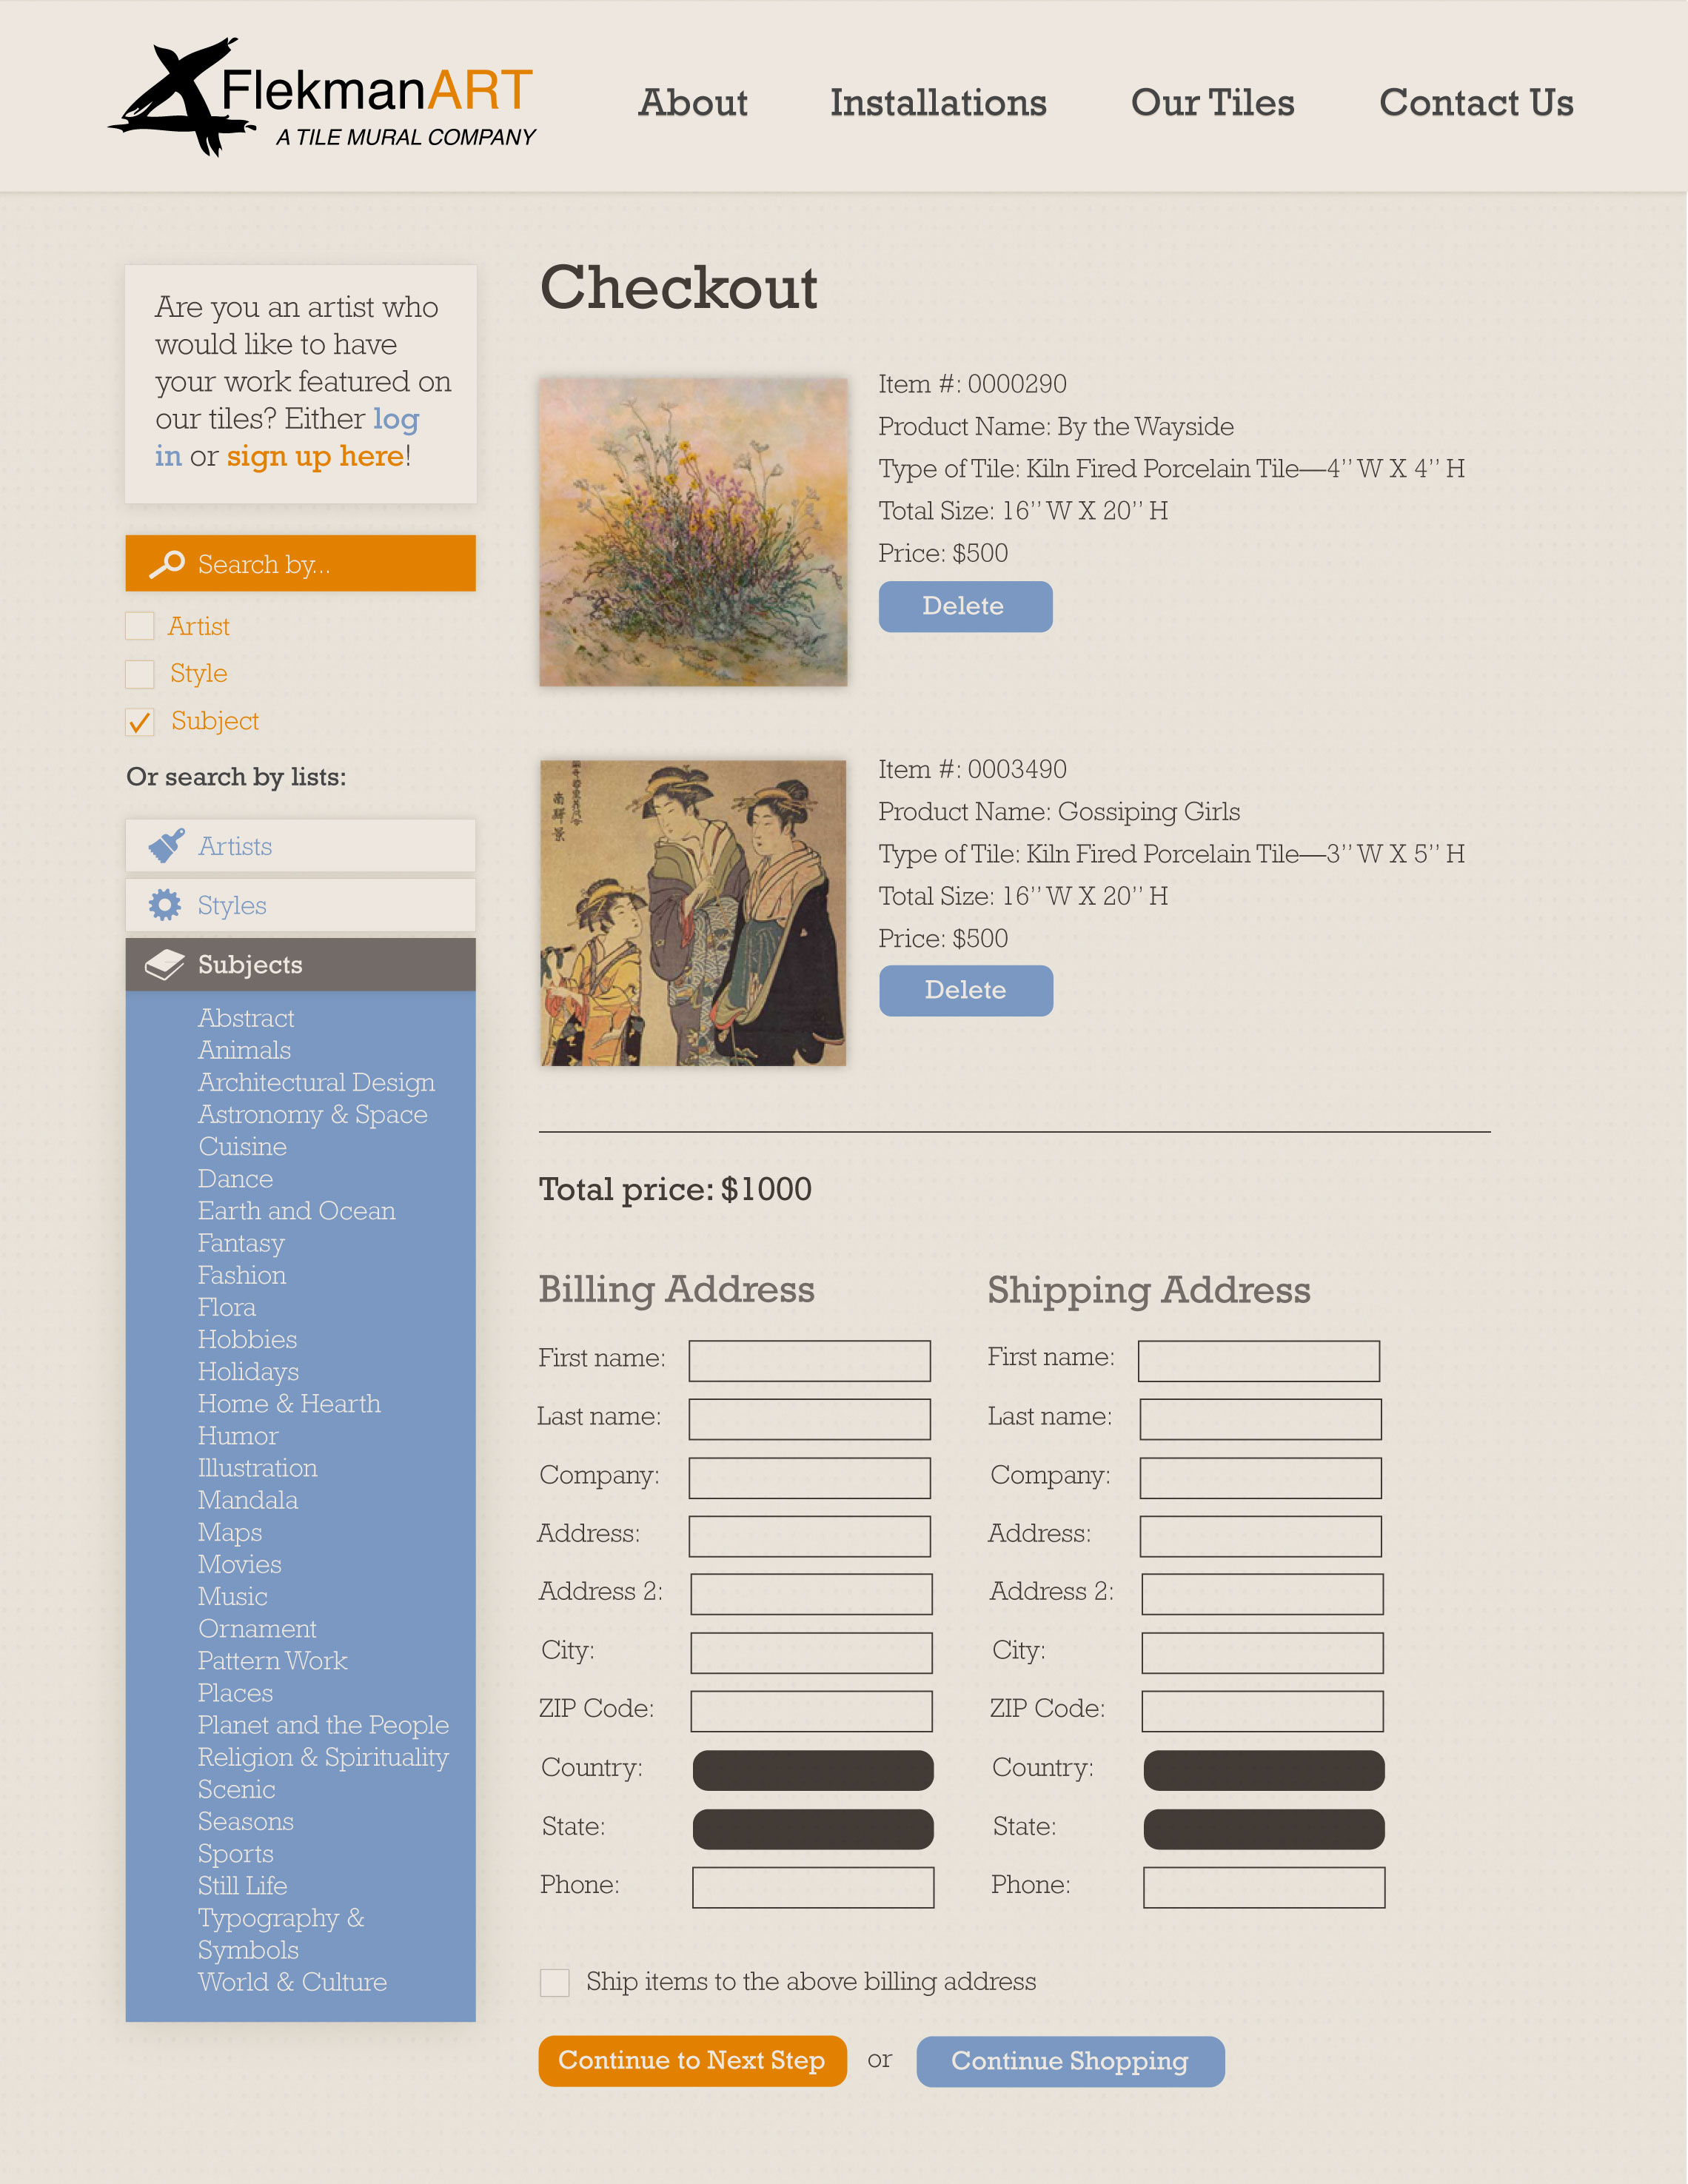 FlekmanART
A TILE MURAL COMPANY
About
Installations
Our Tiles
Contact Us
Are you an artist who
would like to have
your work featured on
our tiles? Either log
in or sign up here!
Search by...
Artist
Style
Subject
Or search by lists:
Artists
Styles
Subjects
Abstract
Animals
Architectural Design
Astronomy & Space
Cuisine
Dance
Earth and Ocean
Fantasy
Fashion
Flora
Hobbies
Holidays
Home & Hearth
Humor
Illustration
Mandala
Maps
Movies
Music
Ornament
Pattern Work
Places
Planet and the People
Religion & Spirituality
Scenic
Seasons
Sports
Still Life
Typography &
Symbols
World & Culture
Checkout
Item #: 0000290
Product Name: By the Wayside
Type of Tile: Kiln Fired Porcelain Tile—4’’ W X 4’’ H
Total Size: 16’’ W X 20’’ H
Price: $500
Delete
Item #: 0003490
Product Name: Gossiping Girls
Type of Tile: Kiln Fired Porcelain Tile—3’’ W X 5’’ H
Total Size: 16’’ W X 20’’ H
Price: $500
Delete
Total price: $1000
Billing Address
First name:
Last name:
Company:
Address:
Address 2:
City:
ZIP Code:
Country:
State:
Phone:
Shipping Address
First name:
Last name:
Company:
Address:
Address 2:
City:
ZIP Code:
Country:
State:
Phone:
Ship items to the above billing address
Continue to Next Step
or
Continue Shopping